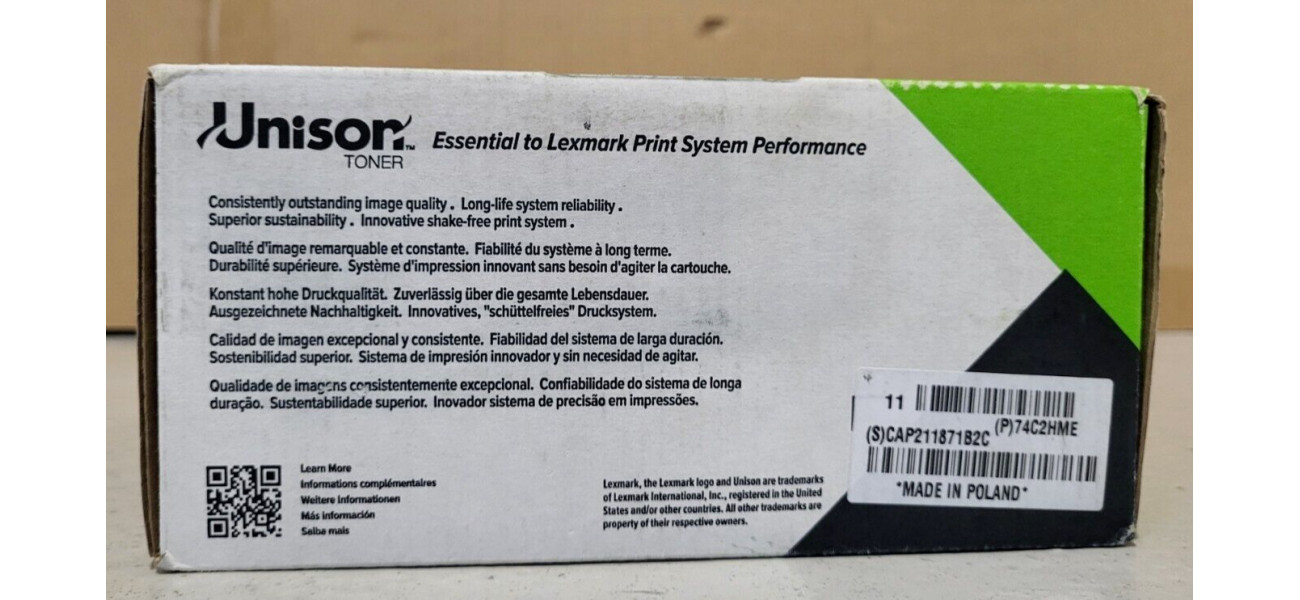 Unison™
TONER
Essential to Lexmark Print System Performance
Consistently outstanding image quality . Long-life system reliability .
Superior sustainability . Innovative shake-free print system .
Qualité d'image remarquable et constante. Fiabilité du système à long terme.
Durabilité supérieure. Système d'impression innovant sans besoin d'agiter la cartouche.
Konstant hohe Druckqualität. Zuverlässig über die gesamte Lebensdauer.
Ausgezeichnete Nachhaltigkeit. Innovatives, "schüttelfreies" Drucksystem.
Calidad de imagen excepcional y consistente. Fiabilidad del sistema de larga duración.
Sostenibilidad superior. Sistema de impresión innovador y sin necesidad de agitar.
Qualidade de imagens consistentemente excepcional. Confiabilidade do sistema de longa
duração. Sustentabilidade superior. Inovador sistema de precisão em impressões.
Learn More
Informations complémentaires
Weitere Informationen
Más información
Saiba mais
Lexmark, the Lexmark logo and Unison are trademarks
of Lexmark International, Inc., registered in the United
States and/or other countries. All other trademarks are
property of their respective owners.
11
(P)74C2HME
(S)CAP211871B2C
*MADE IN POLAND*